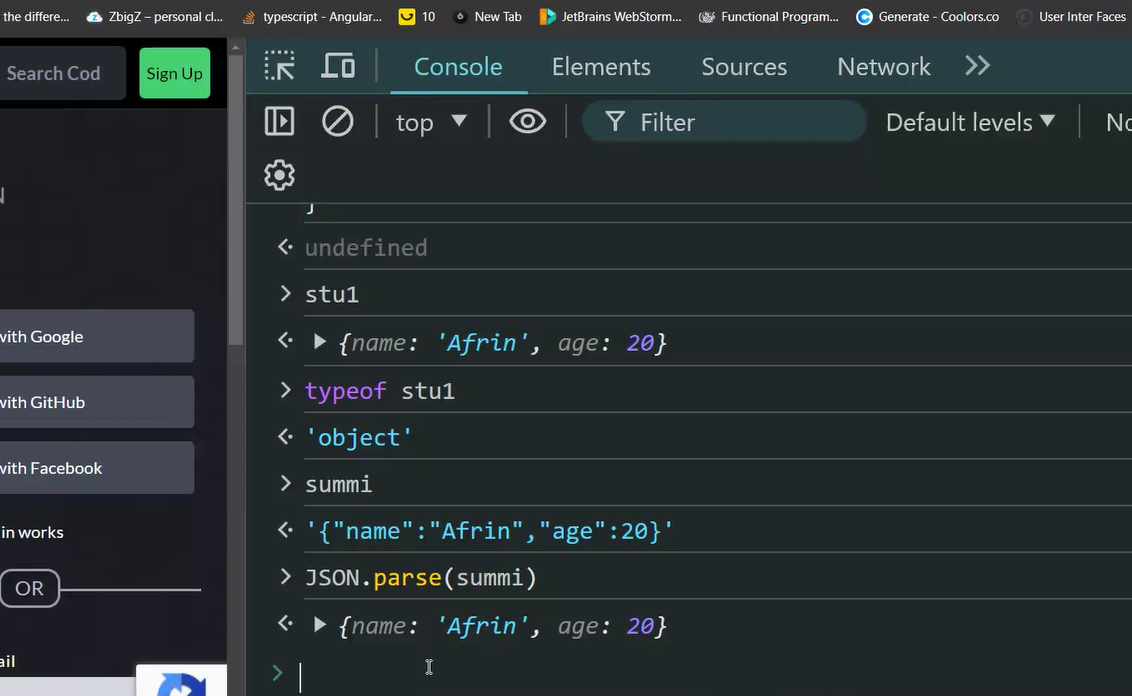 the differe...
ZbigZ – personal cl...
typescript - Angular...
10
New Tab
JetBrains WebStorm...
Functional Program...
Generate - Coolors.co
User Inter Faces
Search Cod
Sign Up
Console
Elements
Sources
Network
top
Filter
Default levels
No
N
}
undefined
stu1
{name: 'Afrin', age: 20}
typeof stu1
'object'
summi
'{"name":"Afrin","age":20}'
JSON.parse(summi)
{name: 'Afrin', age: 20}
with Google
with GitHub
with Facebook
in works
OR
ail